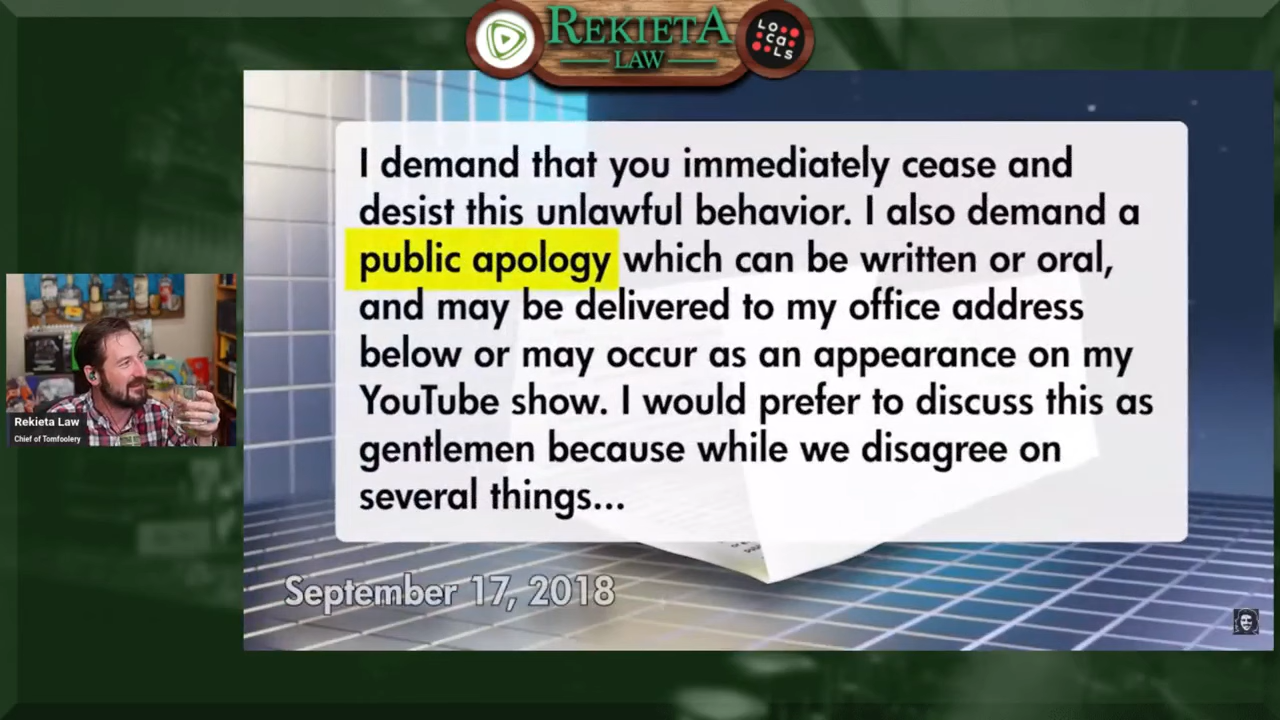 REKIETA
LAW
LOCALS
I demand that you immediately cease and
desist this unlawful behavior. I also demand a
public apology which can be written or oral,
and may be delivered to my office address
below or may occur as an appearance on my
YouTube show. I would prefer to discuss this as
gentlemen because while we disagree on
several things...
Rekieta Law
Chief of Tomfoolery
September 17, 2018